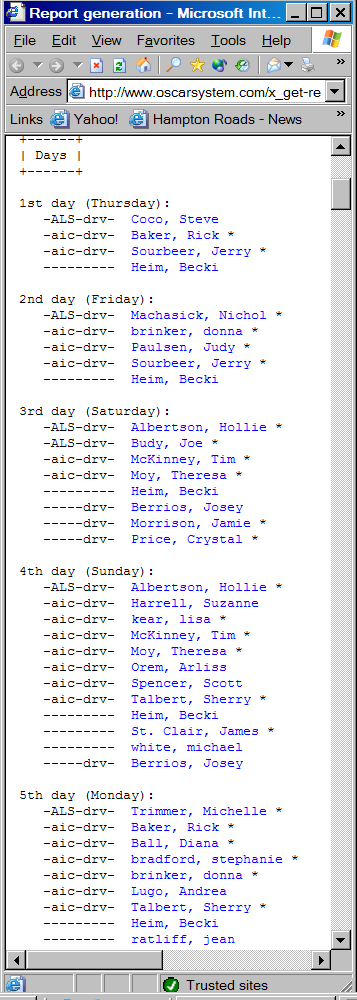 Report generation - Microsoft Int...
File Edit View Favorites Tools Help
Address http://www.oscarsystem.com/x_get-re
Links Yahoo! Hampton Roads - News
+------+
| Days |
+------+
1st day (Thursday):
-ALS-drv- Coco, Steve
-aic-drv- Baker, Rick *
-aic-drv- Sourbeer, Jerry *
--------- Heim, Becki
2nd day (Friday):
-ALS-drv- Machasick, Nichol *
-aic-drv- brinker, donna *
-aic-drv- Paulsen, Judy *
-aic-drv- Sourbeer, Jerry *
--------- Heim, Becki
3rd day (Saturday):
-ALS-drv- Albertson, Hollie *
-ALS-drv- Budy, Joe *
-aic-drv- McKinney, Tim *
-aic-drv- Moy, Theresa *
--------- Heim, Becki
-----drv- Berrios, Josey
-----drv- Morrison, Jamie *
-----drv- Price, Crystal *
4th day (Sunday):
-ALS-drv- Albertson, Hollie *
-aic-drv- Harrell, Suzanne
-aic-drv- kear, lisa *
-aic-drv- McKinney, Tim *
-aic-drv- Moy, Theresa *
-aic-drv- Orem, Arliss
-aic-drv- Spencer, Scott
-aic-drv- Talbert, Sherry *
--------- Heim, Becki
--------- St. Clair, James *
--------- white, michael
-----drv- Berrios, Josey
5th day (Monday):
-ALS-drv- Trimmer, Michelle *
-aic-drv- Baker, Rick *
-aic-drv- Ball, Diana *
-aic-drv- bradford, stephanie *
-aic-drv- brinker, donna *
-aic-drv- Lugo, Andrea
-aic-drv- Talbert, Sherry *
--------- Heim, Becki
--------- ratliff, jean
Trusted sites